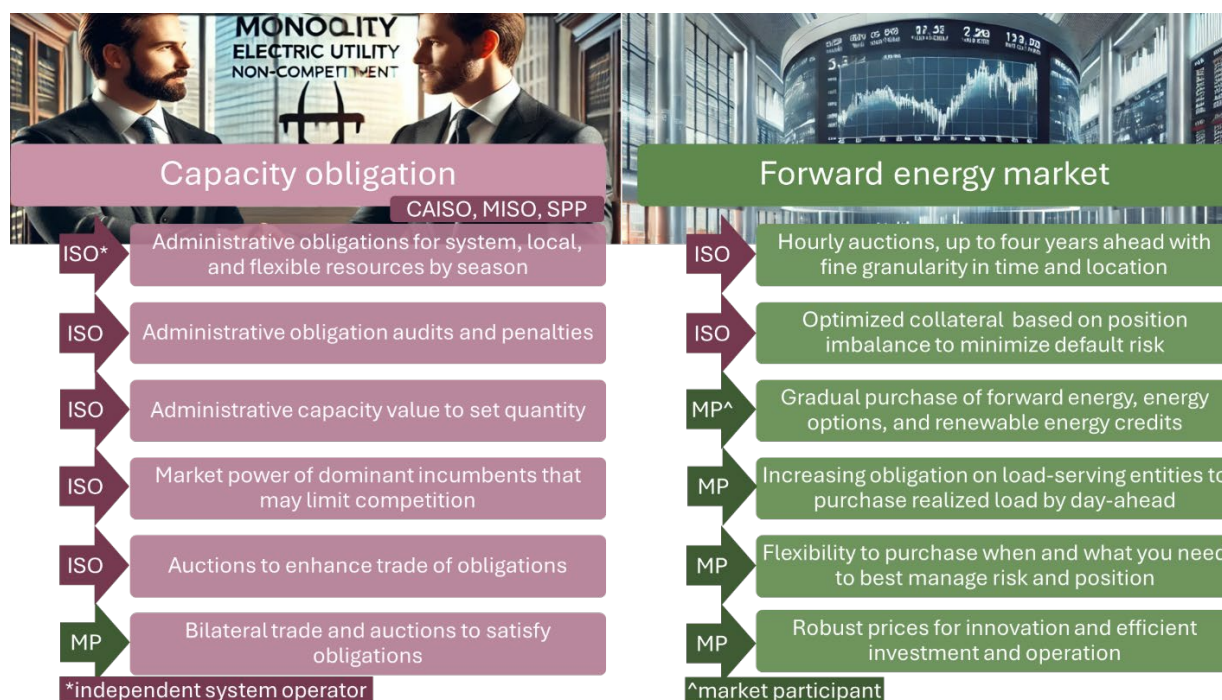 MONOQLITY
ELECTRIC UTILITY
NON-COMPETITMENT
Capacity obligation
CAISO, MISO, SPP
ISO*
Administrative obligations for system, local,
and flexible resources by season
ISO
Administrative obligation audits and penalties
ISO
Administrative capacity value to set quantity
ISO
Market power of dominant incumbents that
may limit competition
ISO
Auctions to enhance trade of obligations
MP
Bilateral trade and auctions to satisfy
obligations
*independent system operator
Forward energy market
ISO
Hourly auctions, up to four years ahead with
fine granularity in time and location
ISO
Optimized collateral based on position
imbalance to minimize default risk
MP^
Gradual purchase of forward energy, energy
options, and renewable energy credits
MP
Increasing obligation on load-serving entities to
purchase realized load by day-ahead
MP
Flexibility to purchase when and what you need
to best manage risk and position
MP
Robust prices for innovation and efficient
investment and operation
^market participant